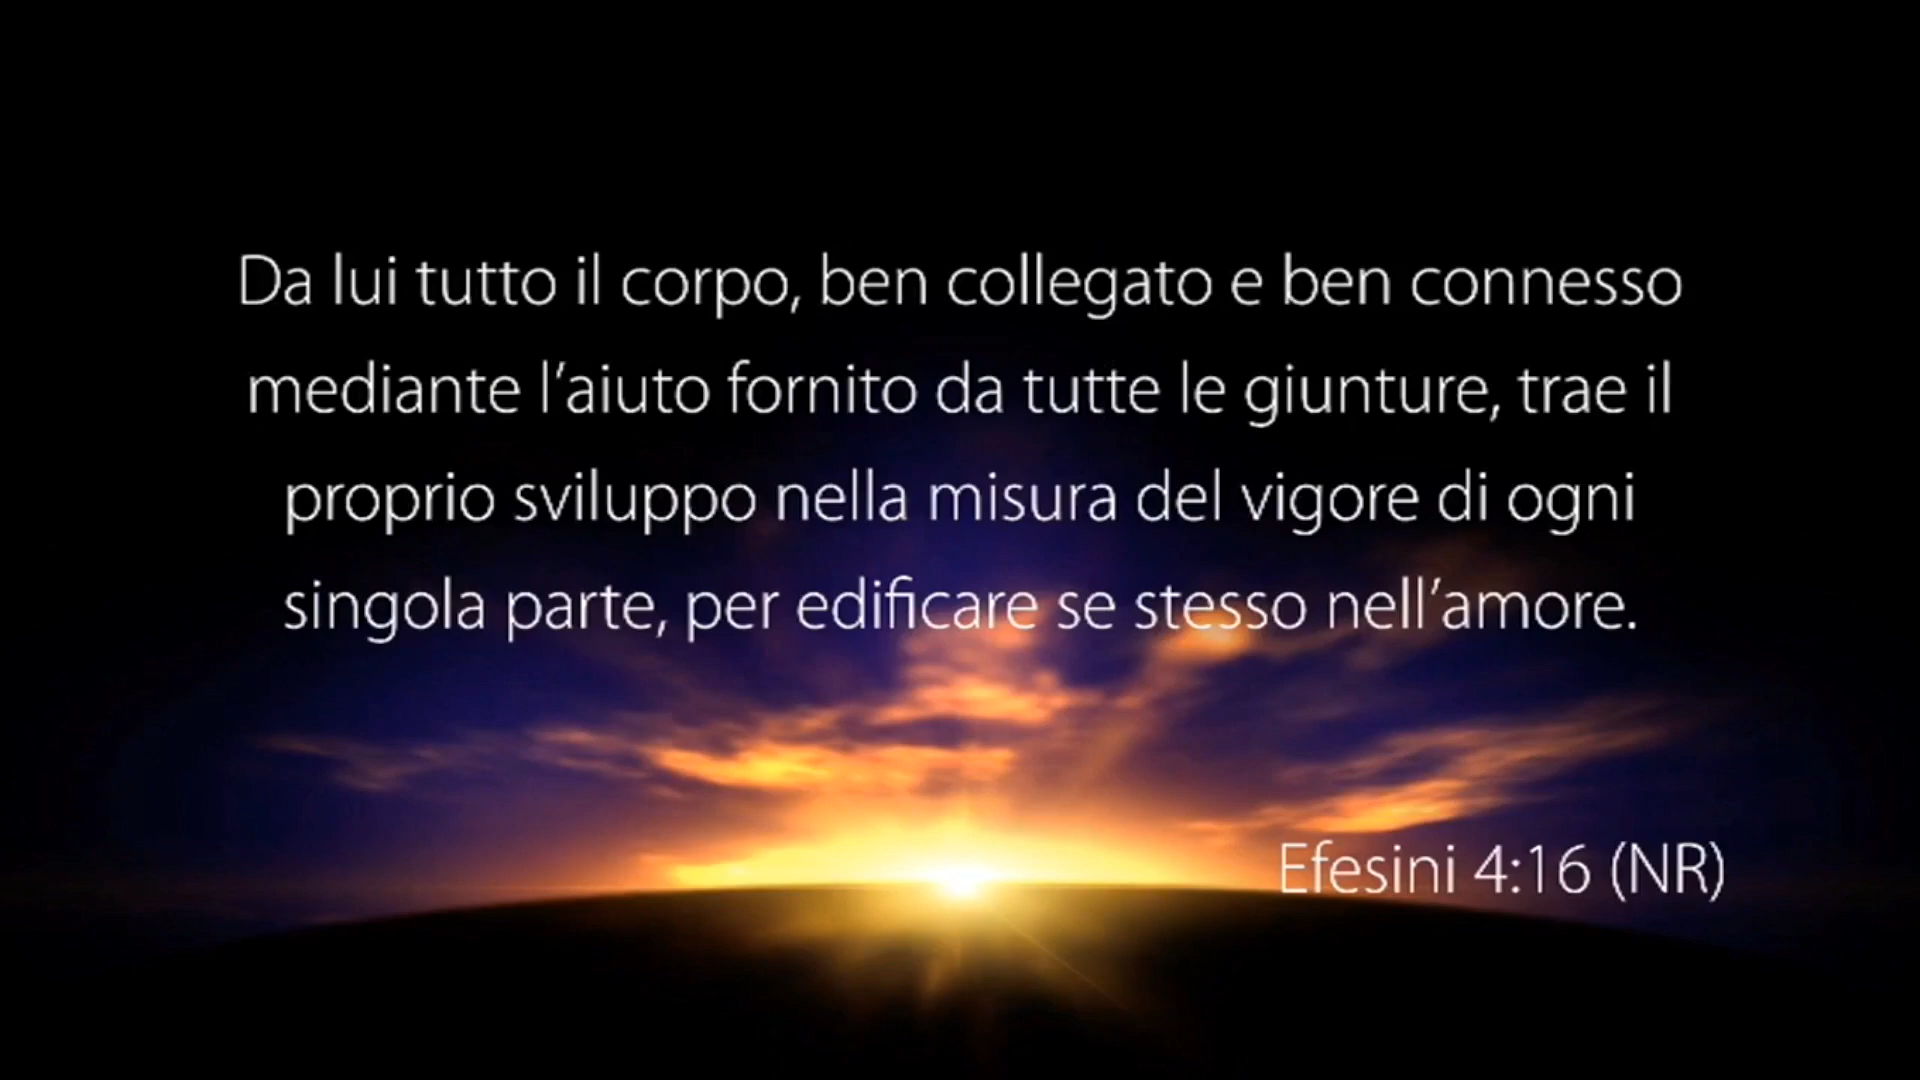 Da lui tutto il corpo, ben collegato e ben connesso
mediante l’aiuto fornito da tutte le giunture, trae il
proprio sviluppo nella misura del vigore di ogni
singola parte, per edificare se stesso nell’amore.
Efesini 4:16 (NR)